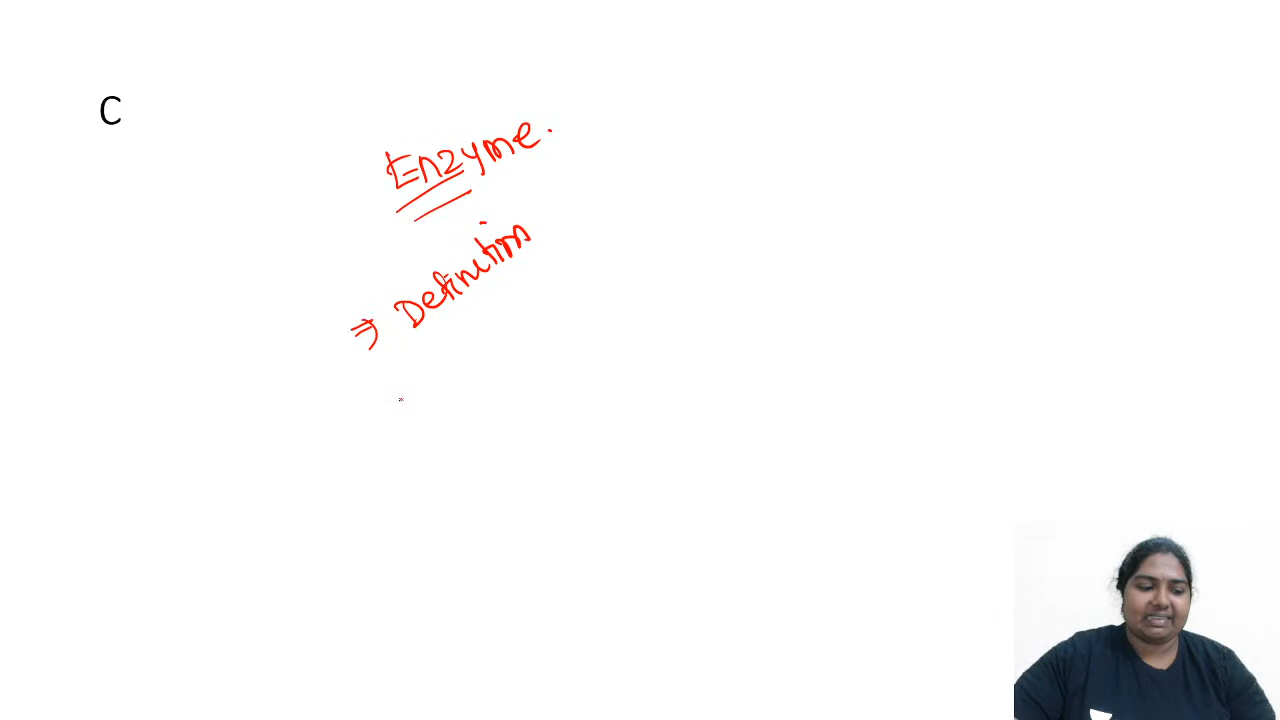 C
Enzyme.
⇒ Definition